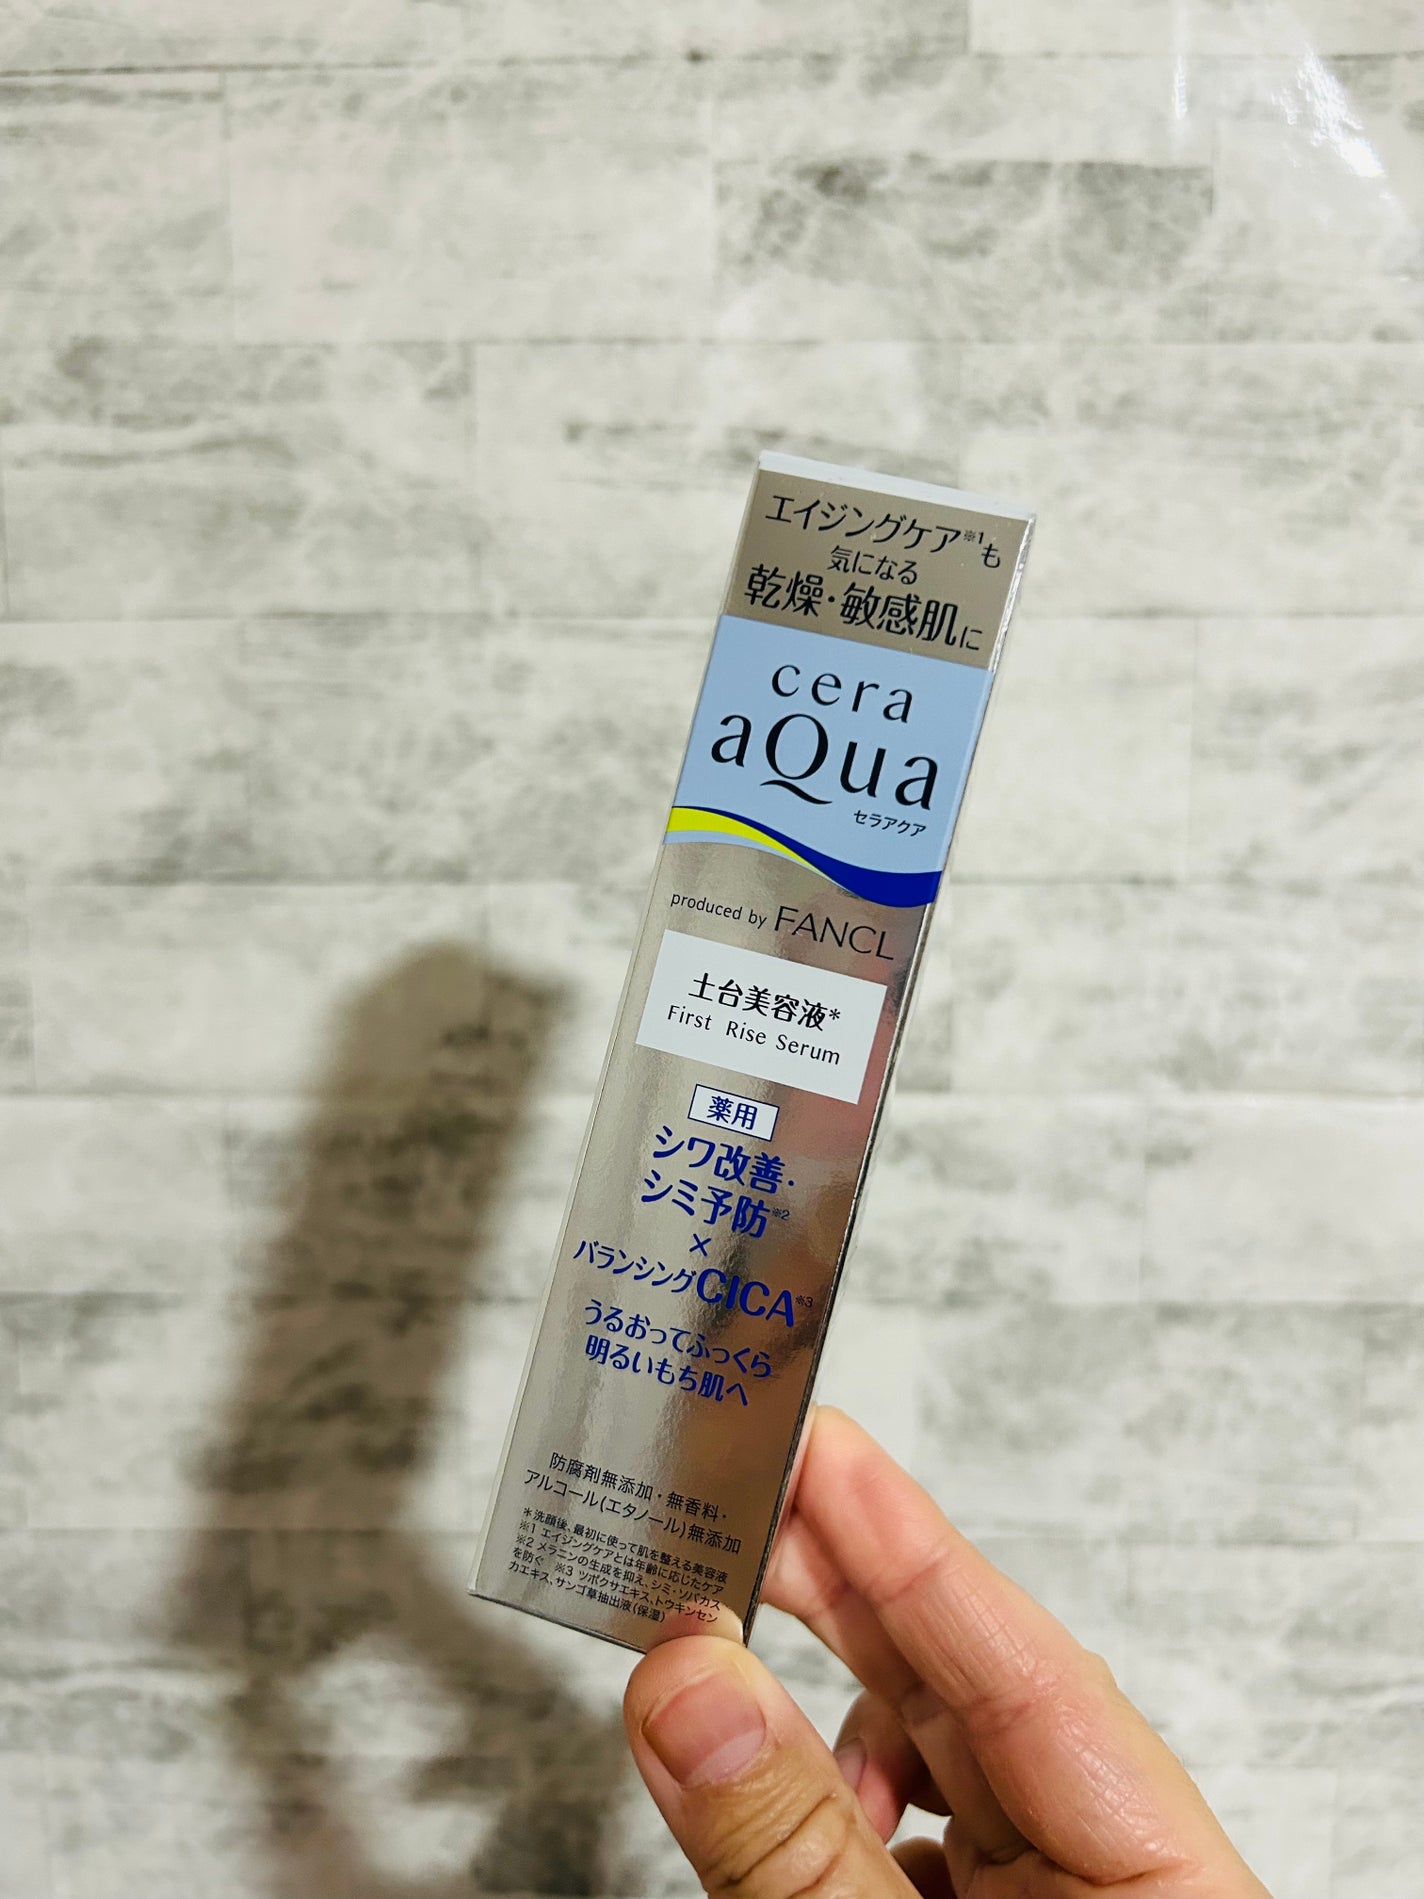 エイジングケア※1も
気になる
乾燥・敏感肌に
cera
aQua
セラアクア
produced by FANCL
土台美容液*
First Rise Serum
薬用
シワ改善・
シミ予防※2
×
バランシングCICA※3
うるおってふっくら
明るいもち肌へ
防腐剤無添加・無香料・
アルコール(エタノール)無添加
*洗顔後、最初に使って肌を整える美容液
※1 エイジングケアとは年齢に応じたケア
※2 メラニンの生成を抑え、シミ・ソバカス
を防ぐ ※3 ツボクサエキス、トウキンセン
カエキス、サンゴ草抽出液(保湿)